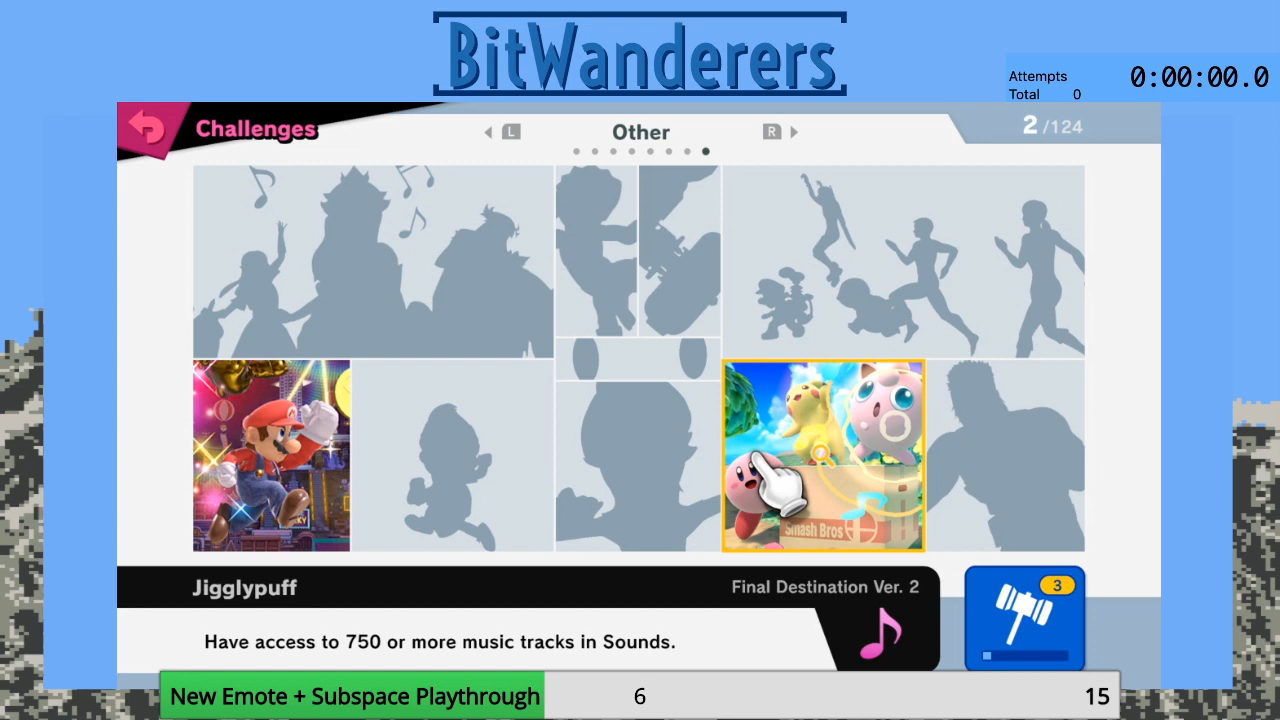 BitWanderers
Attempts
Total 0
0:00:00.0
Challenges
L
Other
R
2/124
Smash Bros
Jigglypuff
Final Destination Ver. 2
3
Have access to 750 or more music tracks in Sounds.
New Emote + Subspace Playthrough
6
15